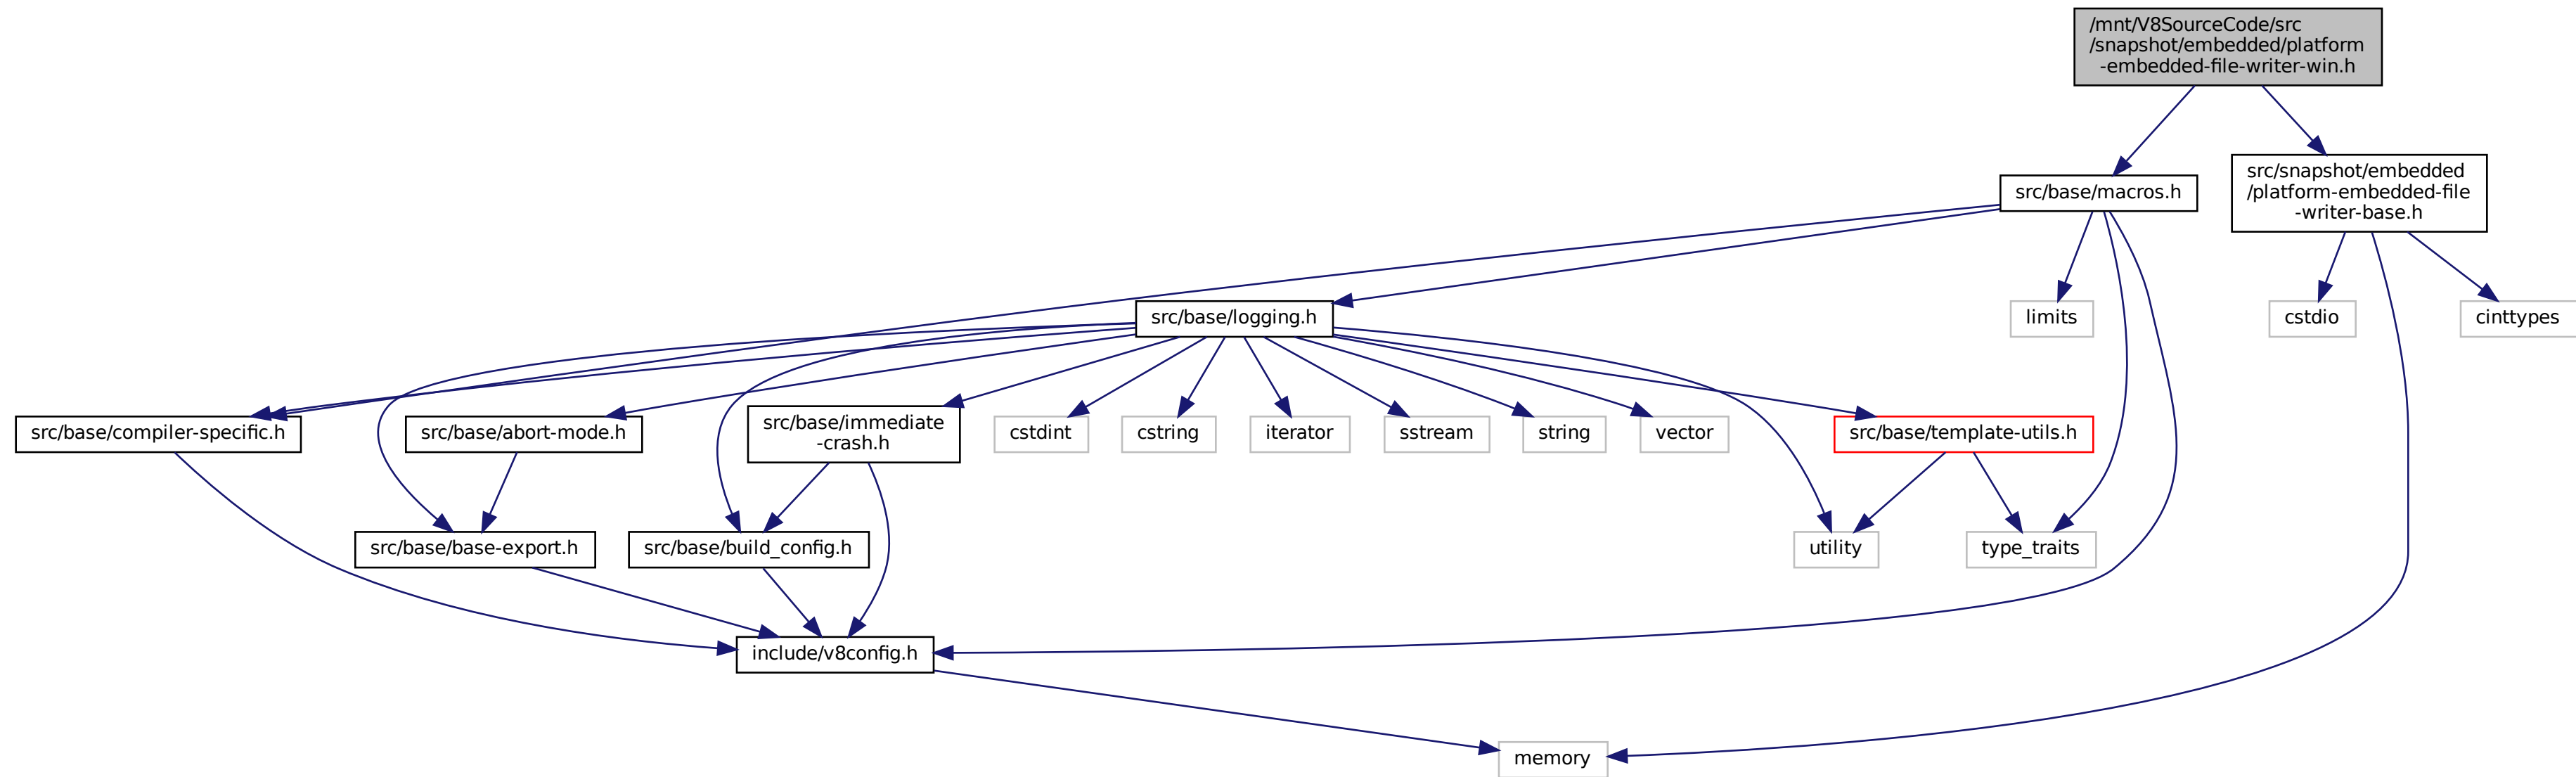 /mnt/V8SourceCode/src
/snapshot/embedded/platform
-embedded-file-writer-win.h
src/base/macros.h
src/snapshot/embedded
/platform-embedded-file
-writer-base.h
src/base/logging.h
limits
cstdio
cinttypes
src/base/compiler-specific.h
src/base/abort-mode.h
src/base/immediate
-crash.h
cstdint
cstring
iterator
sstream
string
vector
src/base/template-utils.h
src/base/base-export.h
src/base/build_config.h
utility
type_traits
include/v8config.h
memory